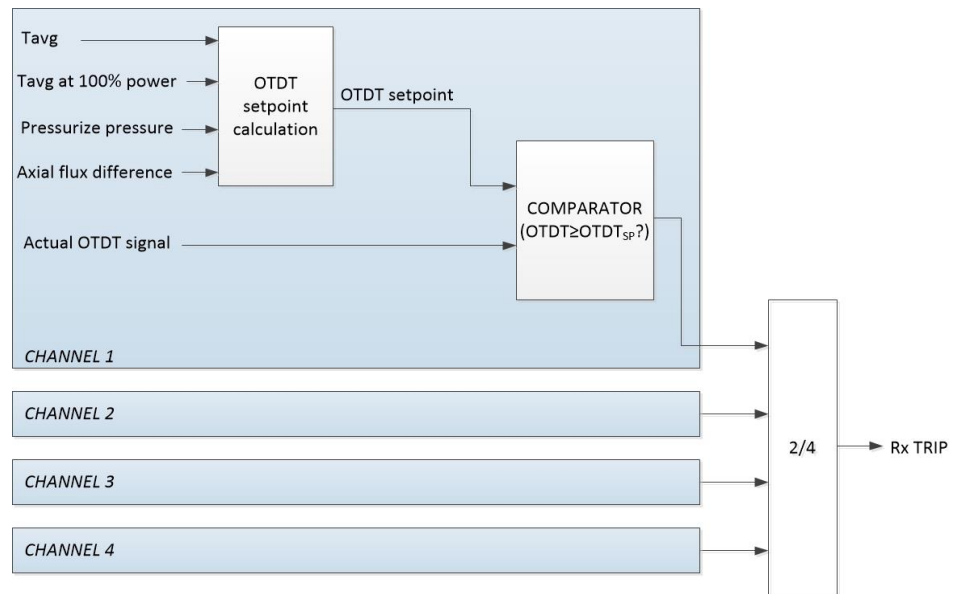 Tavg
Tavg at 100% power
Pressurize pressure
Axial flux difference
OTDT
setpoint
calculation
OTDT setpoint
Actual OTDT signal
COMPARATOR
(OTDT≥OTDTSP?)
CHANNEL 1
CHANNEL 2
CHANNEL 3
CHANNEL 4
2/4
Rx TRIP